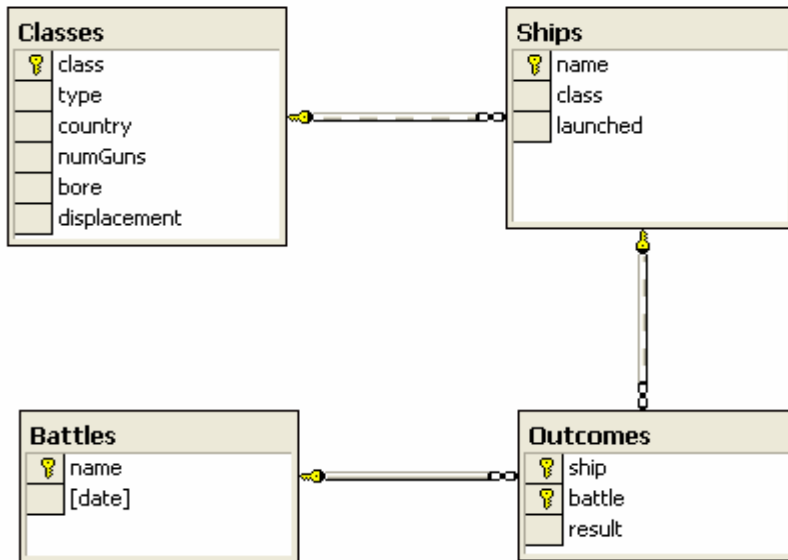 Classes
class
type
country
numGuns
bore
displacement
Ships
name
class
launched
Battles
name
[date]
Outcomes
ship
battle
result